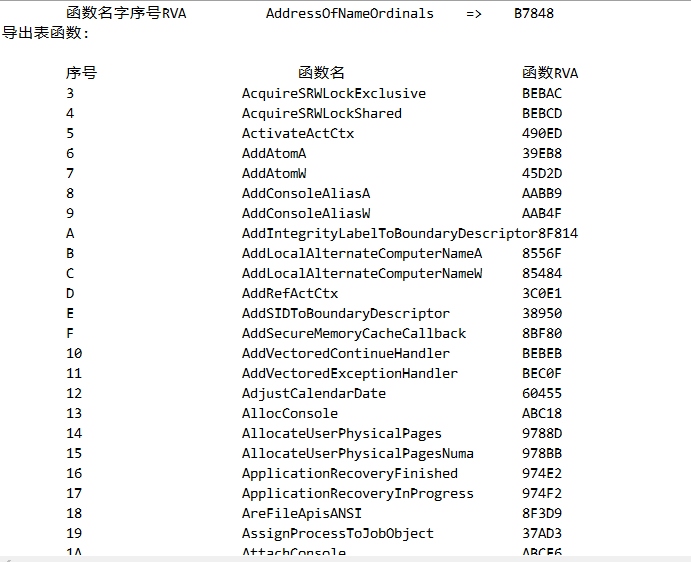 函数名字序号RVA AddressOfNameOrdinals => B7848
导出表函数:
序号 函数名 函数RVA
3 AcquireSRWLockExclusive BEBAC
4 AcquireSRWLockShared BEBCD
5 ActivateActCtx 490ED
6 AddAtomA 39EB8
7 AddAtomW 45D2D
8 AddConsoleAliasA AABB9
9 AddConsoleAliasW AAB4F
A AddIntegrityLabelToBoundaryDescriptor8F814
B AddLocalAlternateComputerNameA 8556F
C AddLocalAlternateComputerNameW 85484
D AddRefActCtx 3C0E1
E AddSIDToBoundaryDescriptor 38950
F AddSecureMemoryCacheCallback 8BF80
10 AddVectoredContinueHandler BEBEB
11 AddVectoredExceptionHandler BEC0F
12 AdjustCalendarDate 60455
13 AllocConsole ABC18
14 AllocateUserPhysicalPages 9788D
15 AllocateUserPhysicalPagesNuma 978BB
16 ApplicationRecoveryFinished 974E2
17 ApplicationRecoveryInProgress 974F2
18 AreFileApisANSI 8F3D9
19 AssignProcessToJobObject 37AD3
1A AttachConsole ABCE6